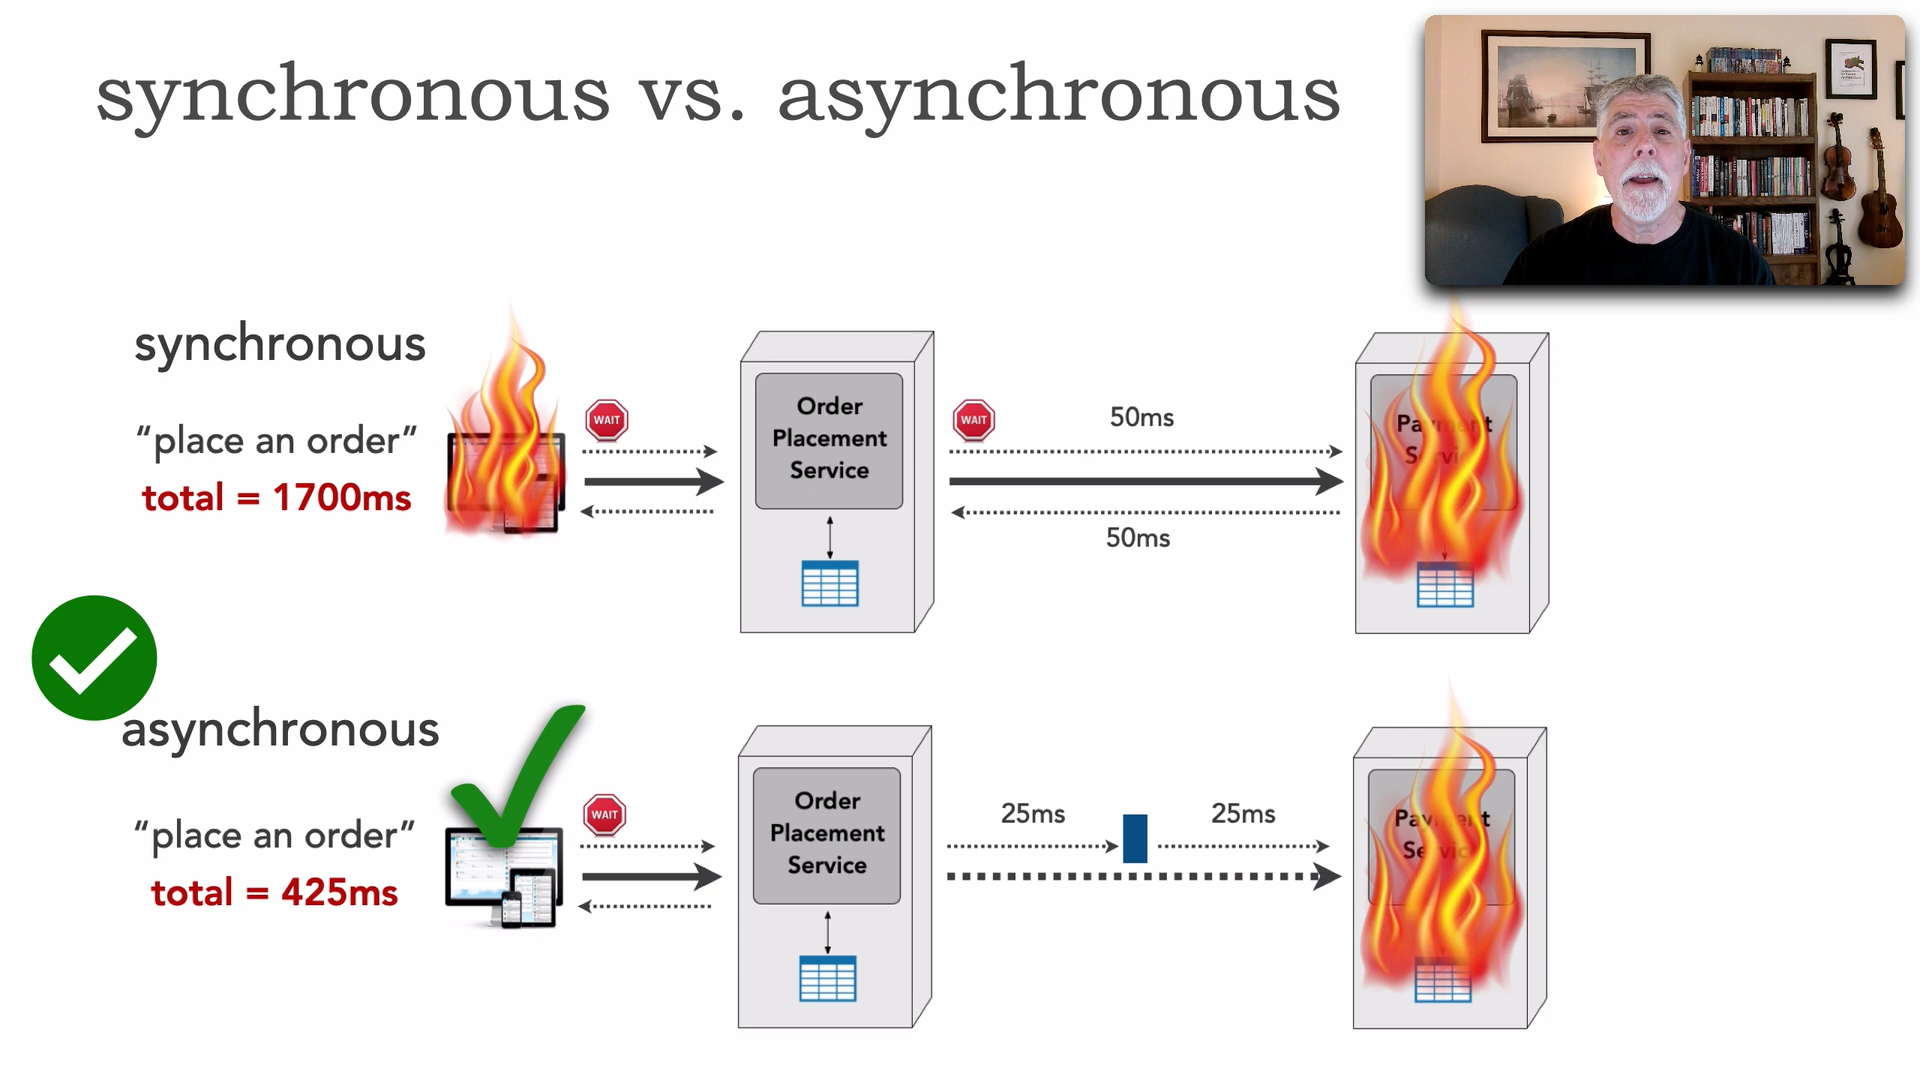 synchronous vs. asynchronous
synchronous
“place an order”
total = 1700ms
WAIT
Order
Placement
Service
WAIT
50ms
50ms
asynchronous
“place an order”
total = 425ms
WAIT
Order
Placement
Service
25ms
25ms